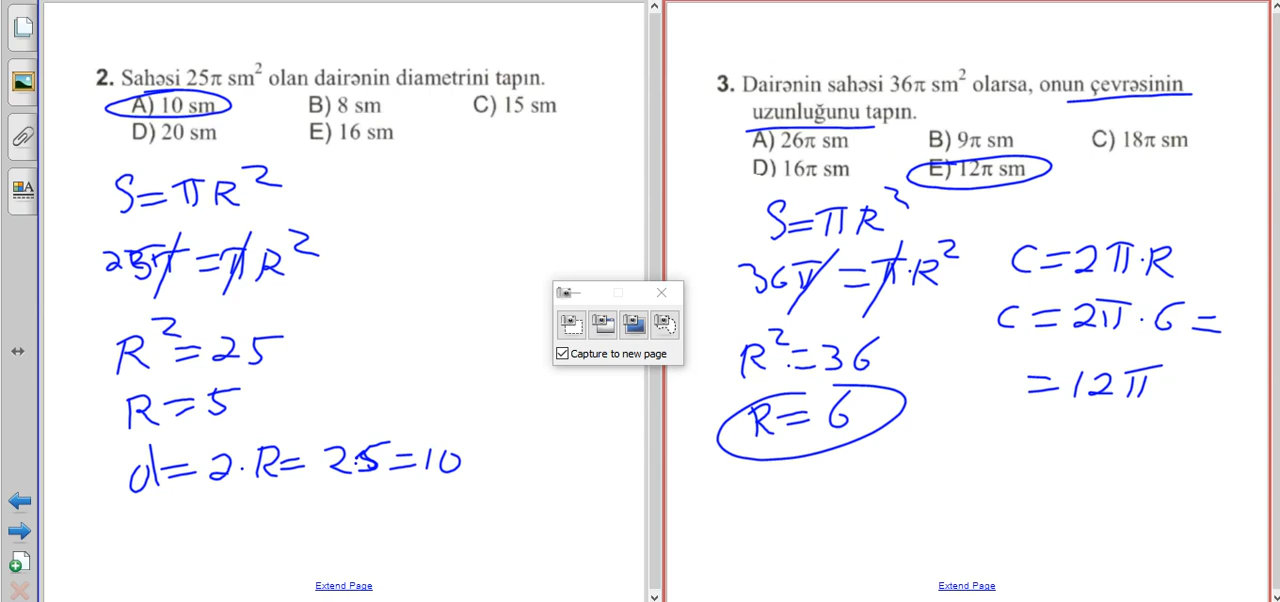 2. Sahəsi 25π sm² olan dairənin diametrini tapın.
A) 10 sm B) 8 sm C) 15 sm
D) 20 sm E) 16 sm
S=πR²
25π=πR²
R²=25
R=5
d=2·R=2·5=10
Extend Page
3. Dairənin sahəsi 36π sm² olarsa, onun çevrəsinin
uzunluğunu tapın.
A) 26π sm B) 9π sm C) 18π sm
D) 16π sm E) 12π sm
S=πR²
36π=π·R²
R²=36
R=6
C=2π·R
C=2π·6=
=12π
Extend Page
Capture to new page